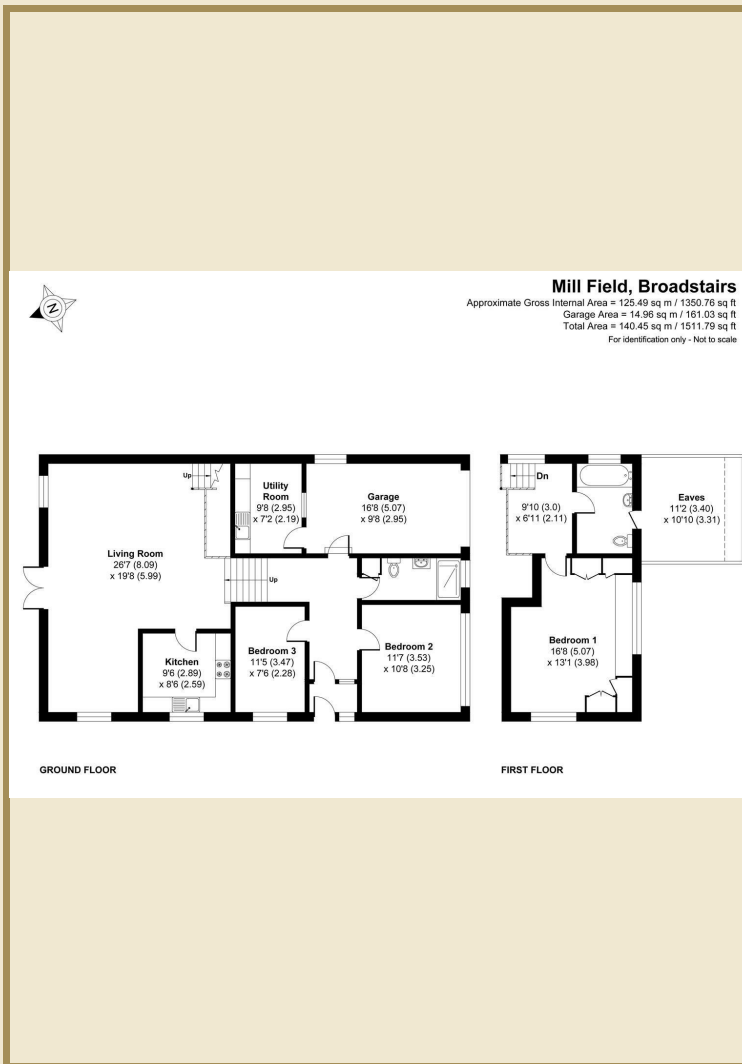 Mill Field, Broadstairs
Approximate Gross Internal Area = 125.49 sq m / 1350.76 sq ft
Garage Area = 14.96 sq m / 161.03 sq ft
Total Area = 140.45 sq m / 1511.79 sq ft
For identification only - Not to scale
N
Up
Utility
Room
9'8 (2.95)
x 7'2 (2.19)
Garage
16'8 (5.07)
x 9'8 (2.95)
Living Room
26'7 (8.09)
x 19'8 (5.99)
Up
Kitchen
9'6 (2.89)
x 8'6 (2.59)
Bedroom 3
11'5 (3.47)
x 7'6 (2.28)
Bedroom 2
11'7 (3.53)
x 10'8 (3.25)
GROUND FLOOR
Dn
9'10 (3.0)
x 6'11 (2.11)
Eaves
11'2 (3.40)
x 10'10 (3.31)
Bedroom 1
16'8 (5.07)
x 13'1 (3.98)
FIRST FLOOR